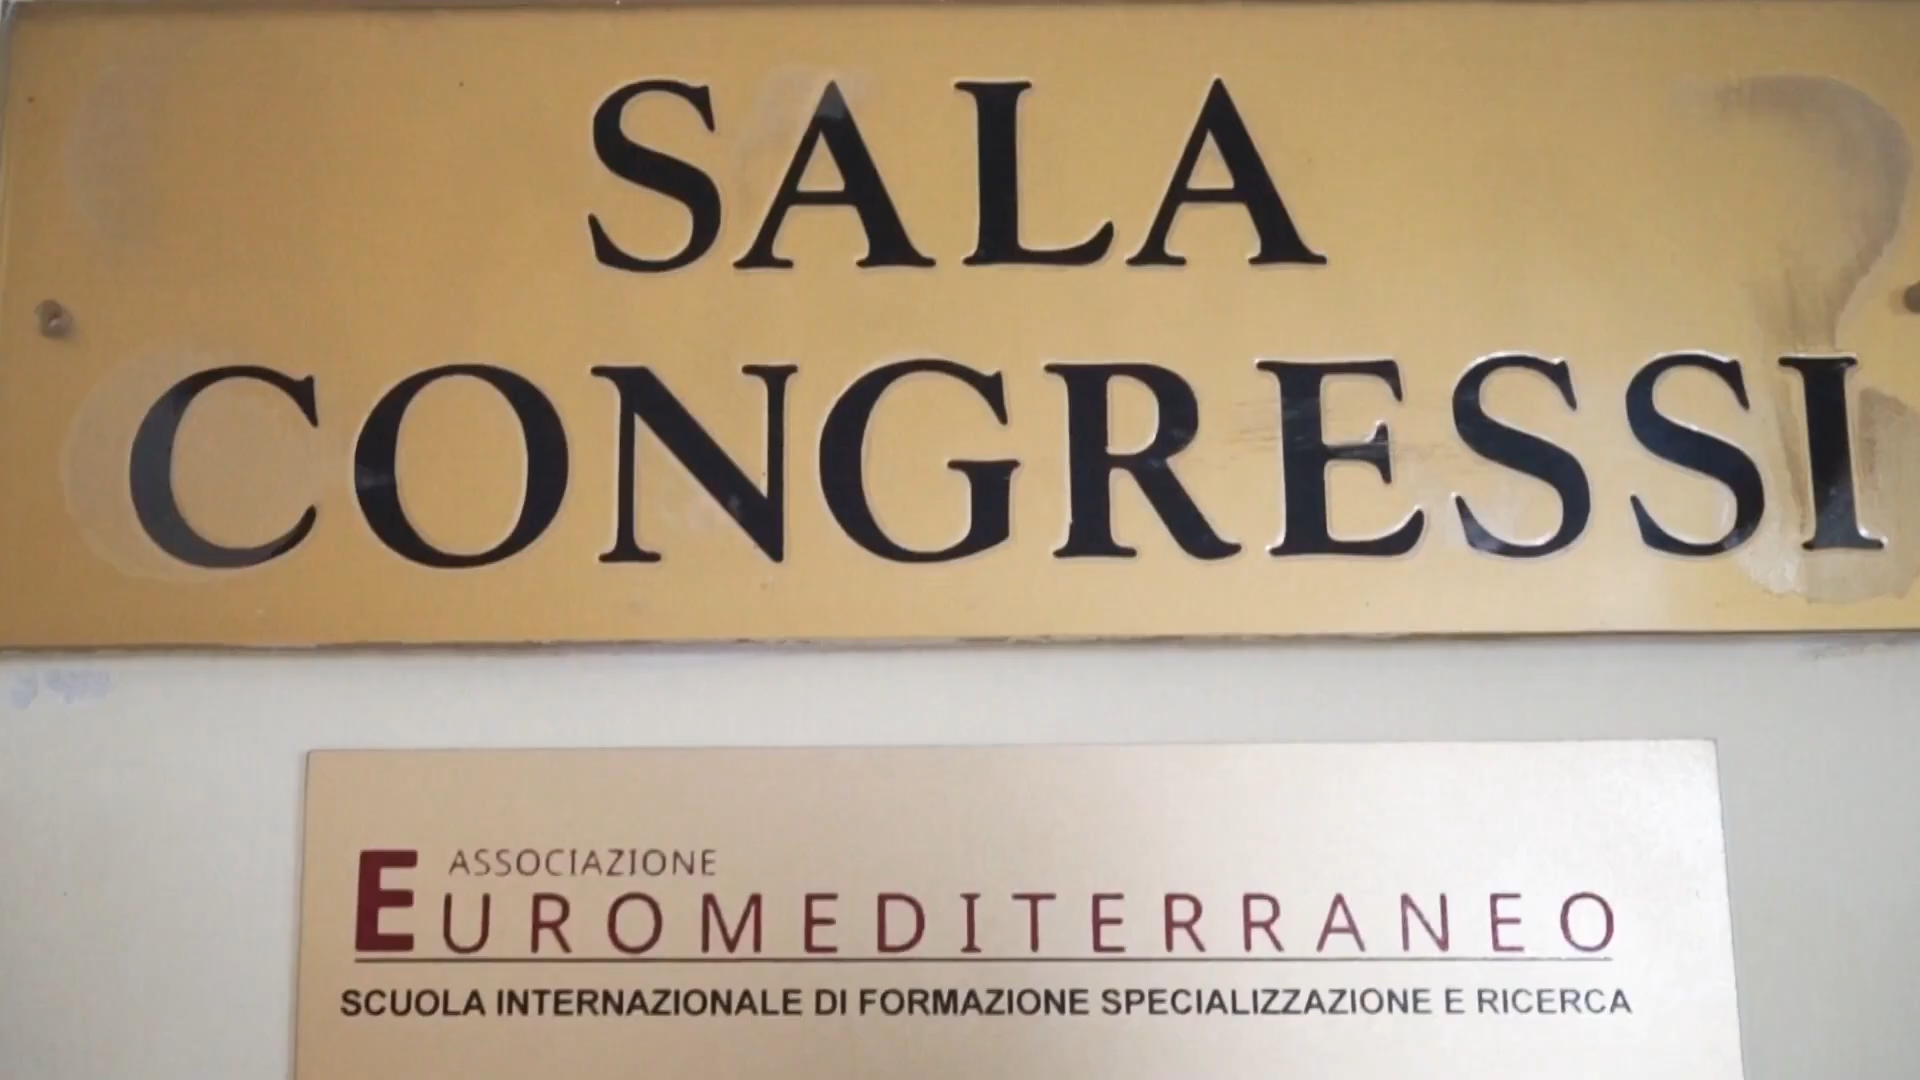 SALA
CONGRESSI
ASSOCIAZIONE
EUROMEDITERRANEO
SCUOLA INTERNAZIONALE DI FORMAZIONE SPECIALIZZAZIONE E RICERCA